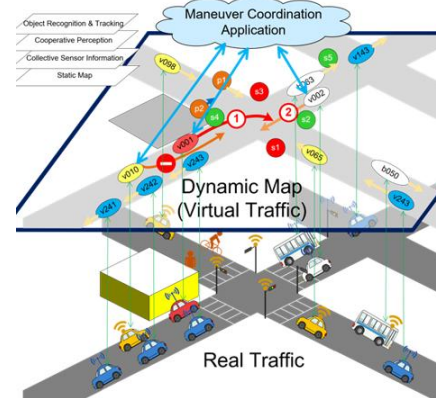 Object Recognition & Tracking
Cooperative Perception
Collective Sensor Information
Static Map
Maneuver Coordination
Application
v098
p1
s3
s5
v143
v002
p2
s4
1
2
s2
v001
s1
v010
v243
v065
b050
v242
v241
v243
Dynamic Map
(Virtual Traffic)
Real Traffic